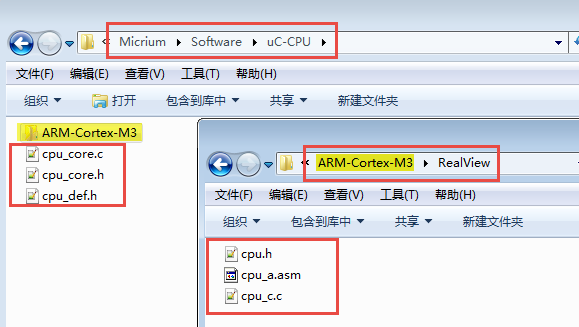 Micrium ▸ Software ▸ uC-CPU ▸
文件(F) 编辑(E) 查看(V) 工具(T) 帮助(H)
组织 打开 包含到库中 共享 新建文件夹
ARM-Cortex-M3
cpu_core.c
cpu_core.h
cpu_def.h
ARM-Cortex-M3 ▸ RealView
文件(F) 编辑(E) 查看(V) 工具(T) 帮助(H)
组织 包含到库中 共享 新建文件夹
cpu.h
cpu_a.asm
cpu_c.c